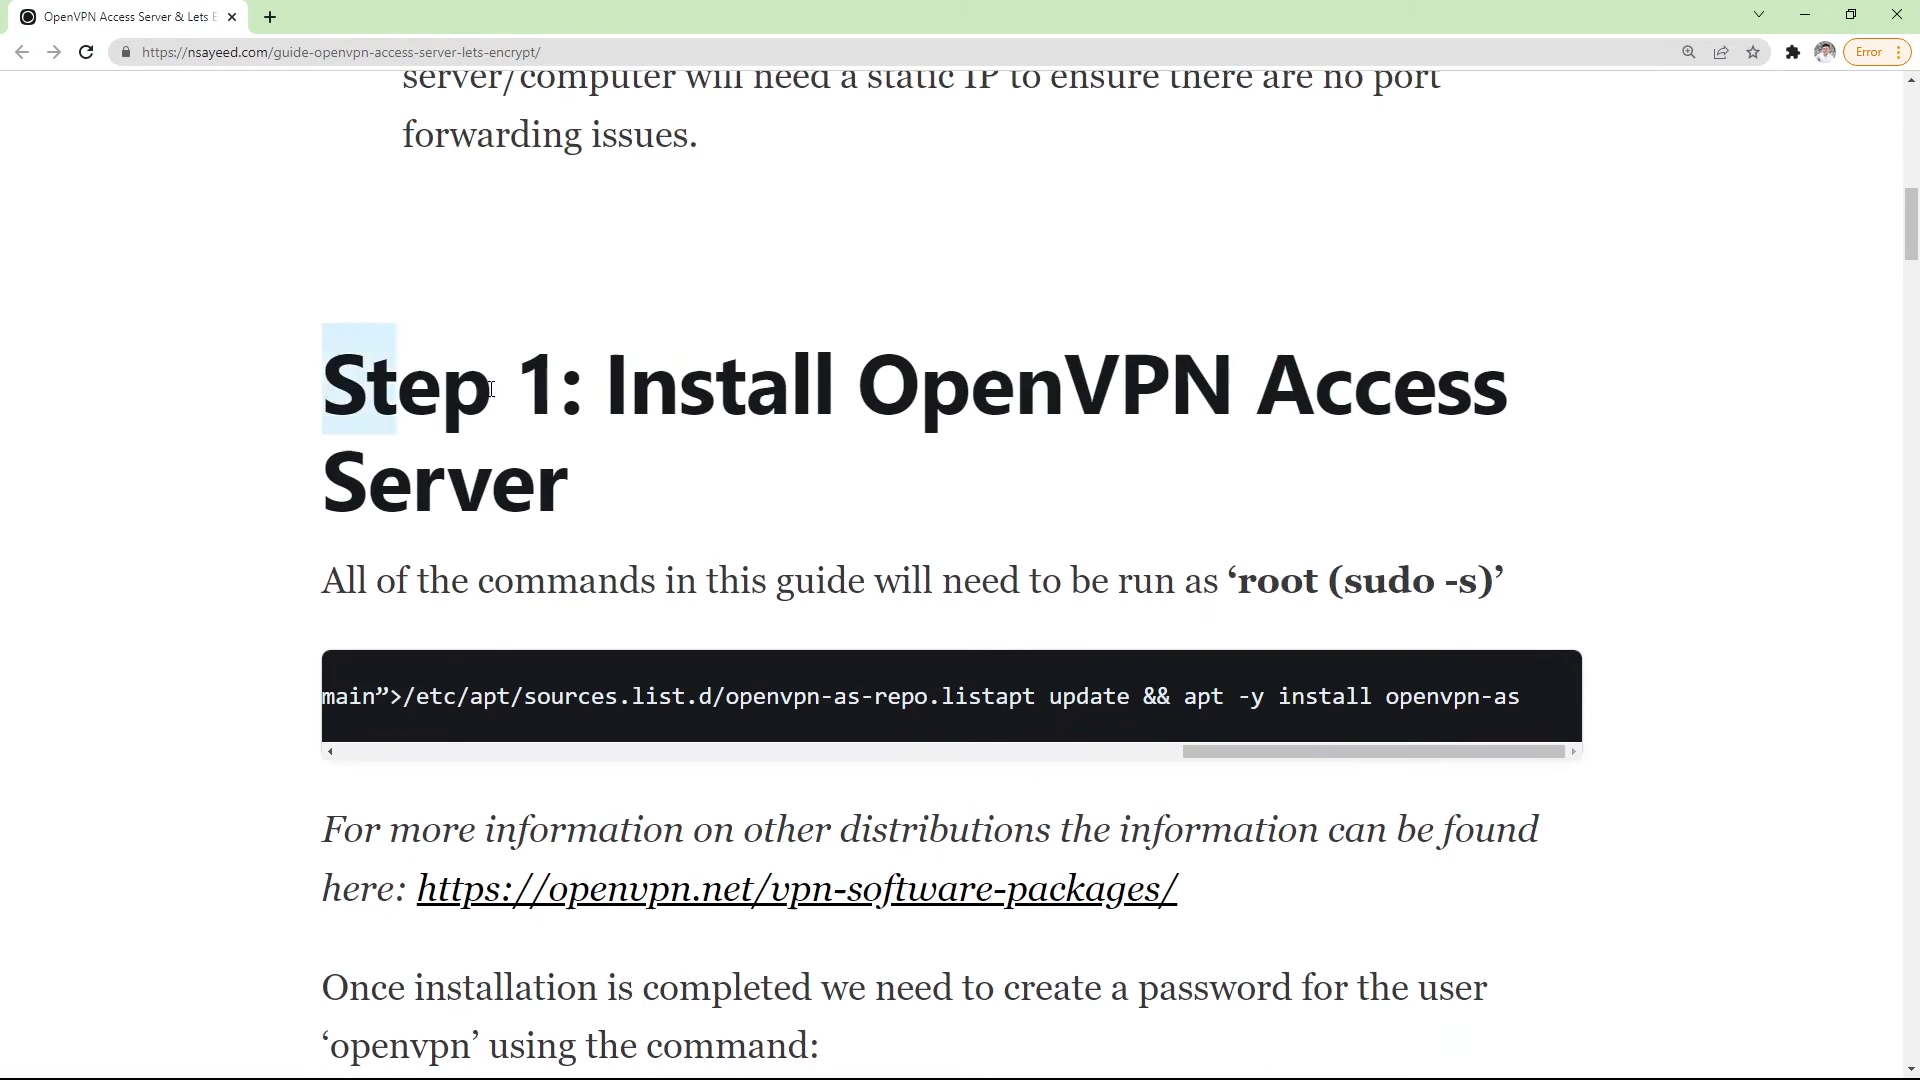 OpenVPN Access Server & Lets E
https://nsayeed.com/guide-openvpn-access-server-lets-encrypt/
Error
server/computer will need a static IP to ensure there are no port
forwarding issues.
Step 1: Install OpenVPN Access
Server
All of the commands in this guide will need to be run as ‘root (sudo -s)’
main”>/etc/apt/sources.list.d/openvpn-as-repo.listapt update && apt -y install openvpn-as
For more information on other distributions the information can be found
here: https://openvpn.net/vpn-software-packages/
Once installation is completed we need to create a password for the user
‘openvpn’ using the command: